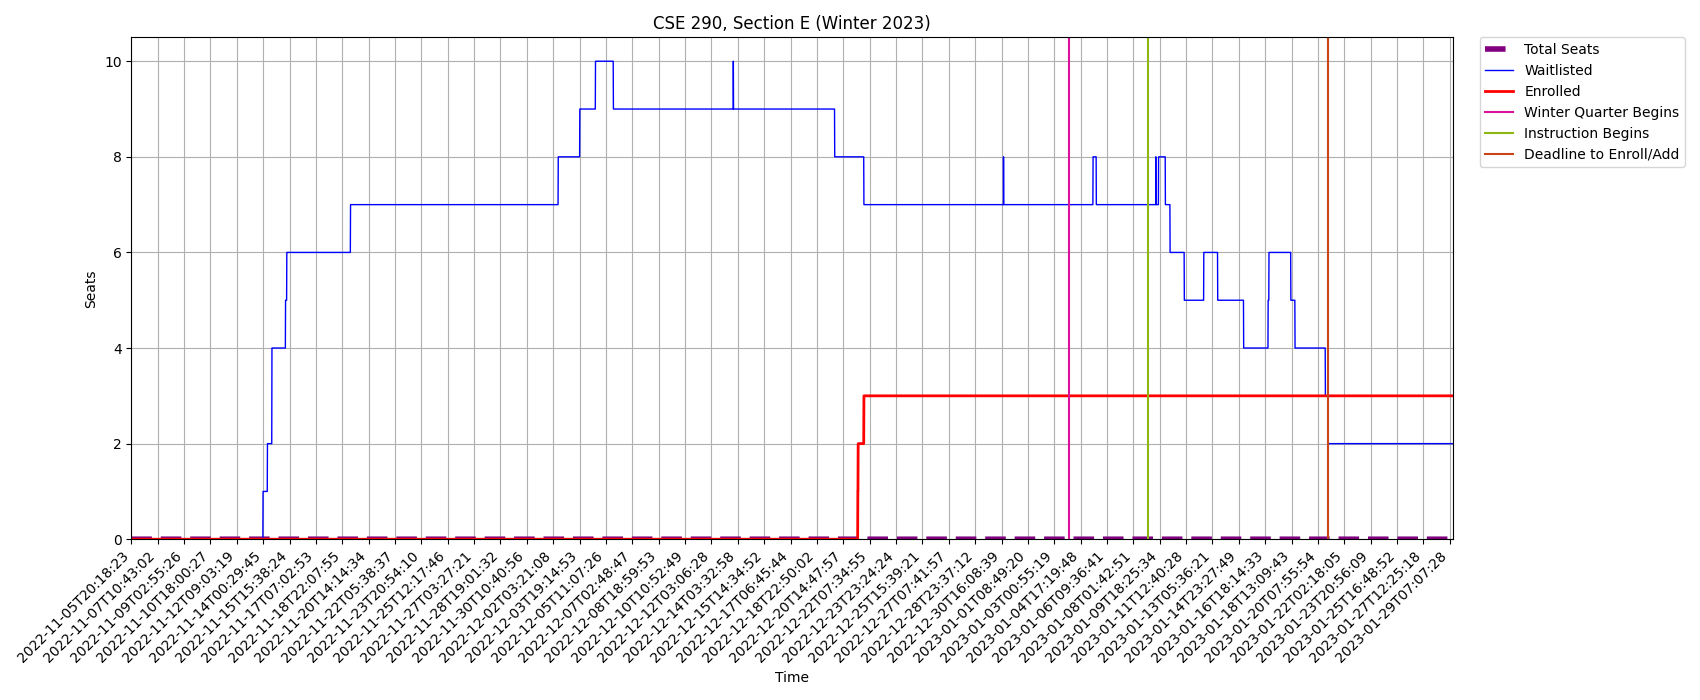 CSE 290, Section E (Winter 2023)
Total Seats
Waitlisted
Enrolled
Winter Quarter Begins
Instruction Begins
Deadline to Enroll/Add
Seats
10
8
6
4
2
0
2022-11-05T20:18:23
2022-11-07T10:43:02
2022-11-09T02:55:26
2022-11-10T18:00:27
2022-11-12T09:03:19
2022-11-14T00:29:45
2022-11-15T15:38:24
2022-11-17T07:02:53
2022-11-18T22:07:55
2022-11-20T14:14:34
2022-11-22T05:38:37
2022-11-23T20:54:10
2022-11-25T12:17:46
2022-11-27T03:27:21
2022-11-28T19:01:32
2022-11-30T10:40:56
2022-12-02T03:21:08
2022-12-03T19:14:53
2022-12-05T11:07:26
2022-12-07T02:48:47
2022-12-08T18:59:53
2022-12-10T10:52:49
2022-12-12T03:06:28
2022-12-14T03:32:58
2022-12-15T14:34:52
2022-12-17T06:45:44
2022-12-18T22:50:02
2022-12-20T14:47:57
2022-12-22T07:34:55
2022-12-23T23:24:24
2022-12-25T15:39:21
2022-12-27T07:41:57
2022-12-28T23:37:12
2022-12-30T16:08:39
2023-01-01T08:49:20
2023-01-03T00:55:19
2023-01-04T17:19:48
2023-01-06T09:36:41
2023-01-08T01:42:51
2023-01-09T18:25:34
2023-01-11T12:40:28
2023-01-13T05:36:21
2023-01-14T23:27:49
2023-01-16T18:14:33
2023-01-18T13:09:43
2023-01-20T07:55:54
2023-01-22T02:18:05
2023-01-23T20:56:09
2023-01-25T16:48:52
2023-01-27T12:25:18
2023-01-29T07:07:28
Time